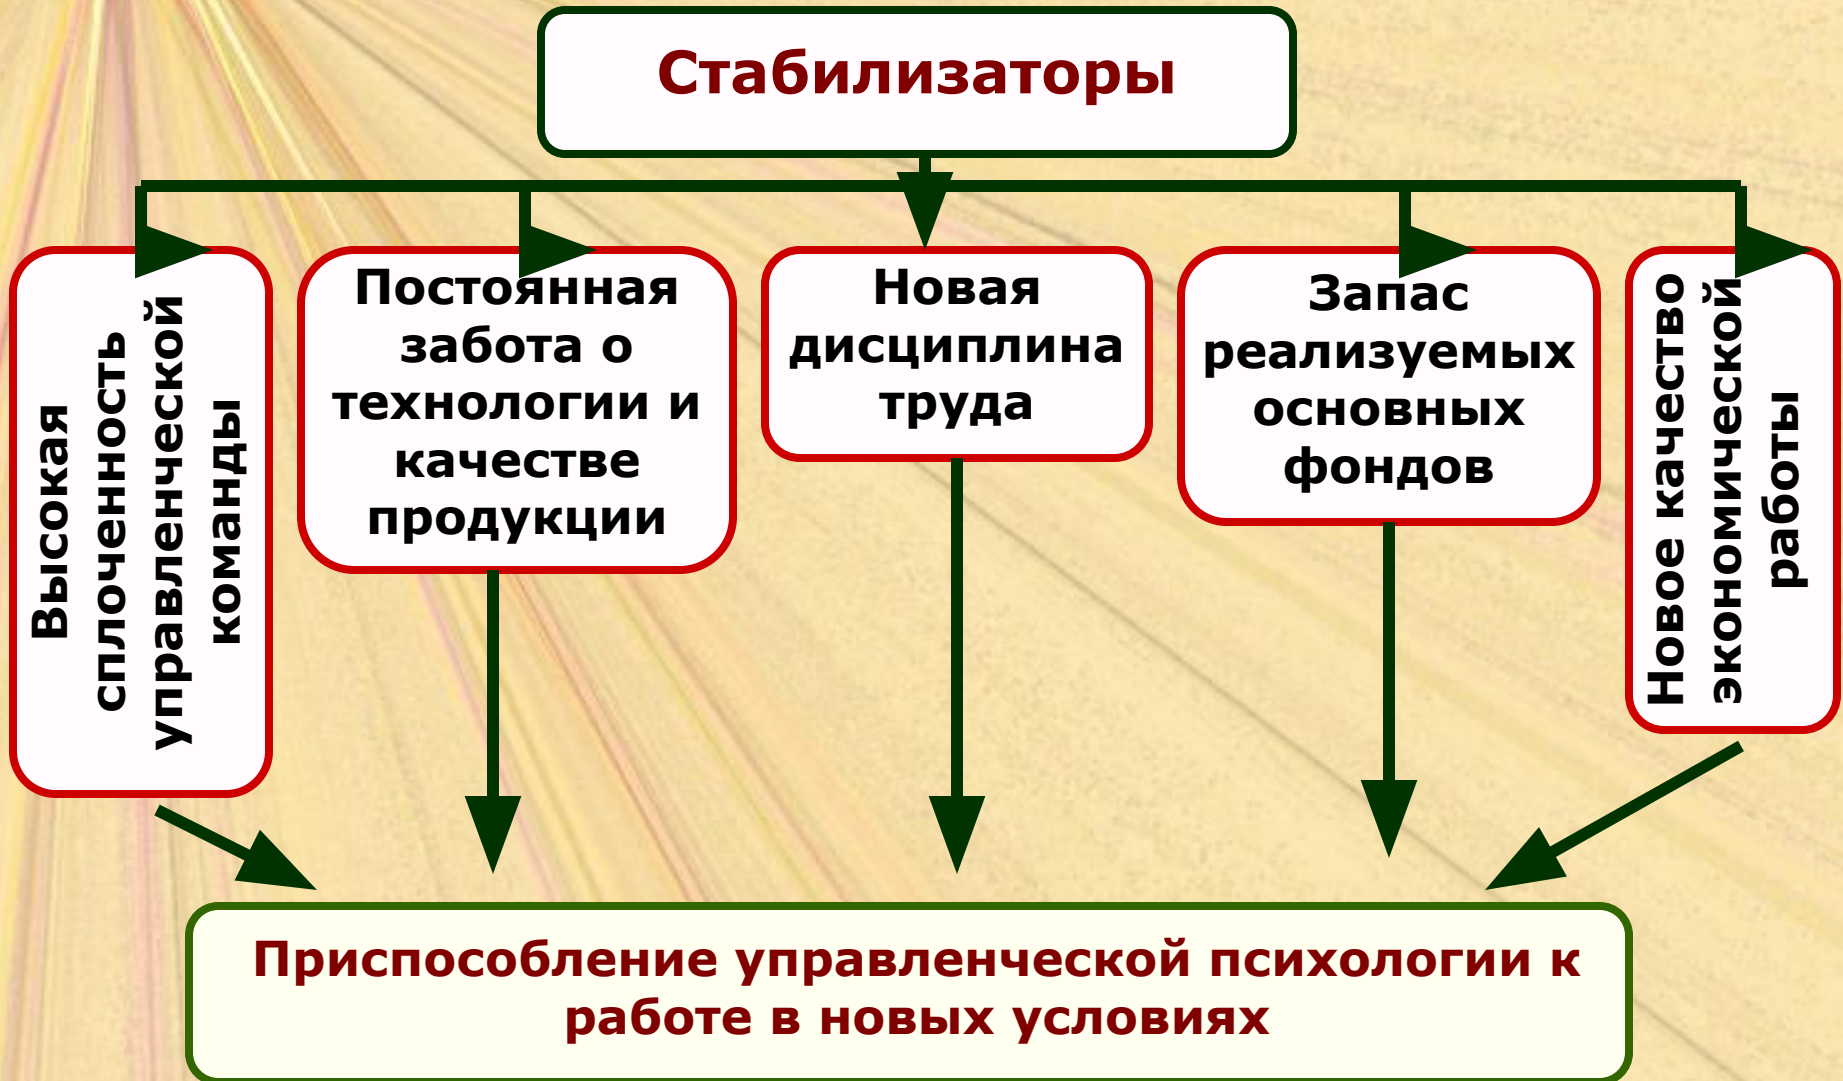 Стабилизаторы
Высокая
сплоченность
управленческой
команды
Постоянная
забота о
технологии и
качестве
продукции
Новая
дисциплина
труда
Запас
реализуемых
основных
фондов
Новое качество
экономической
работы
Приспособление управленческой психологии к
работе в новых условиях